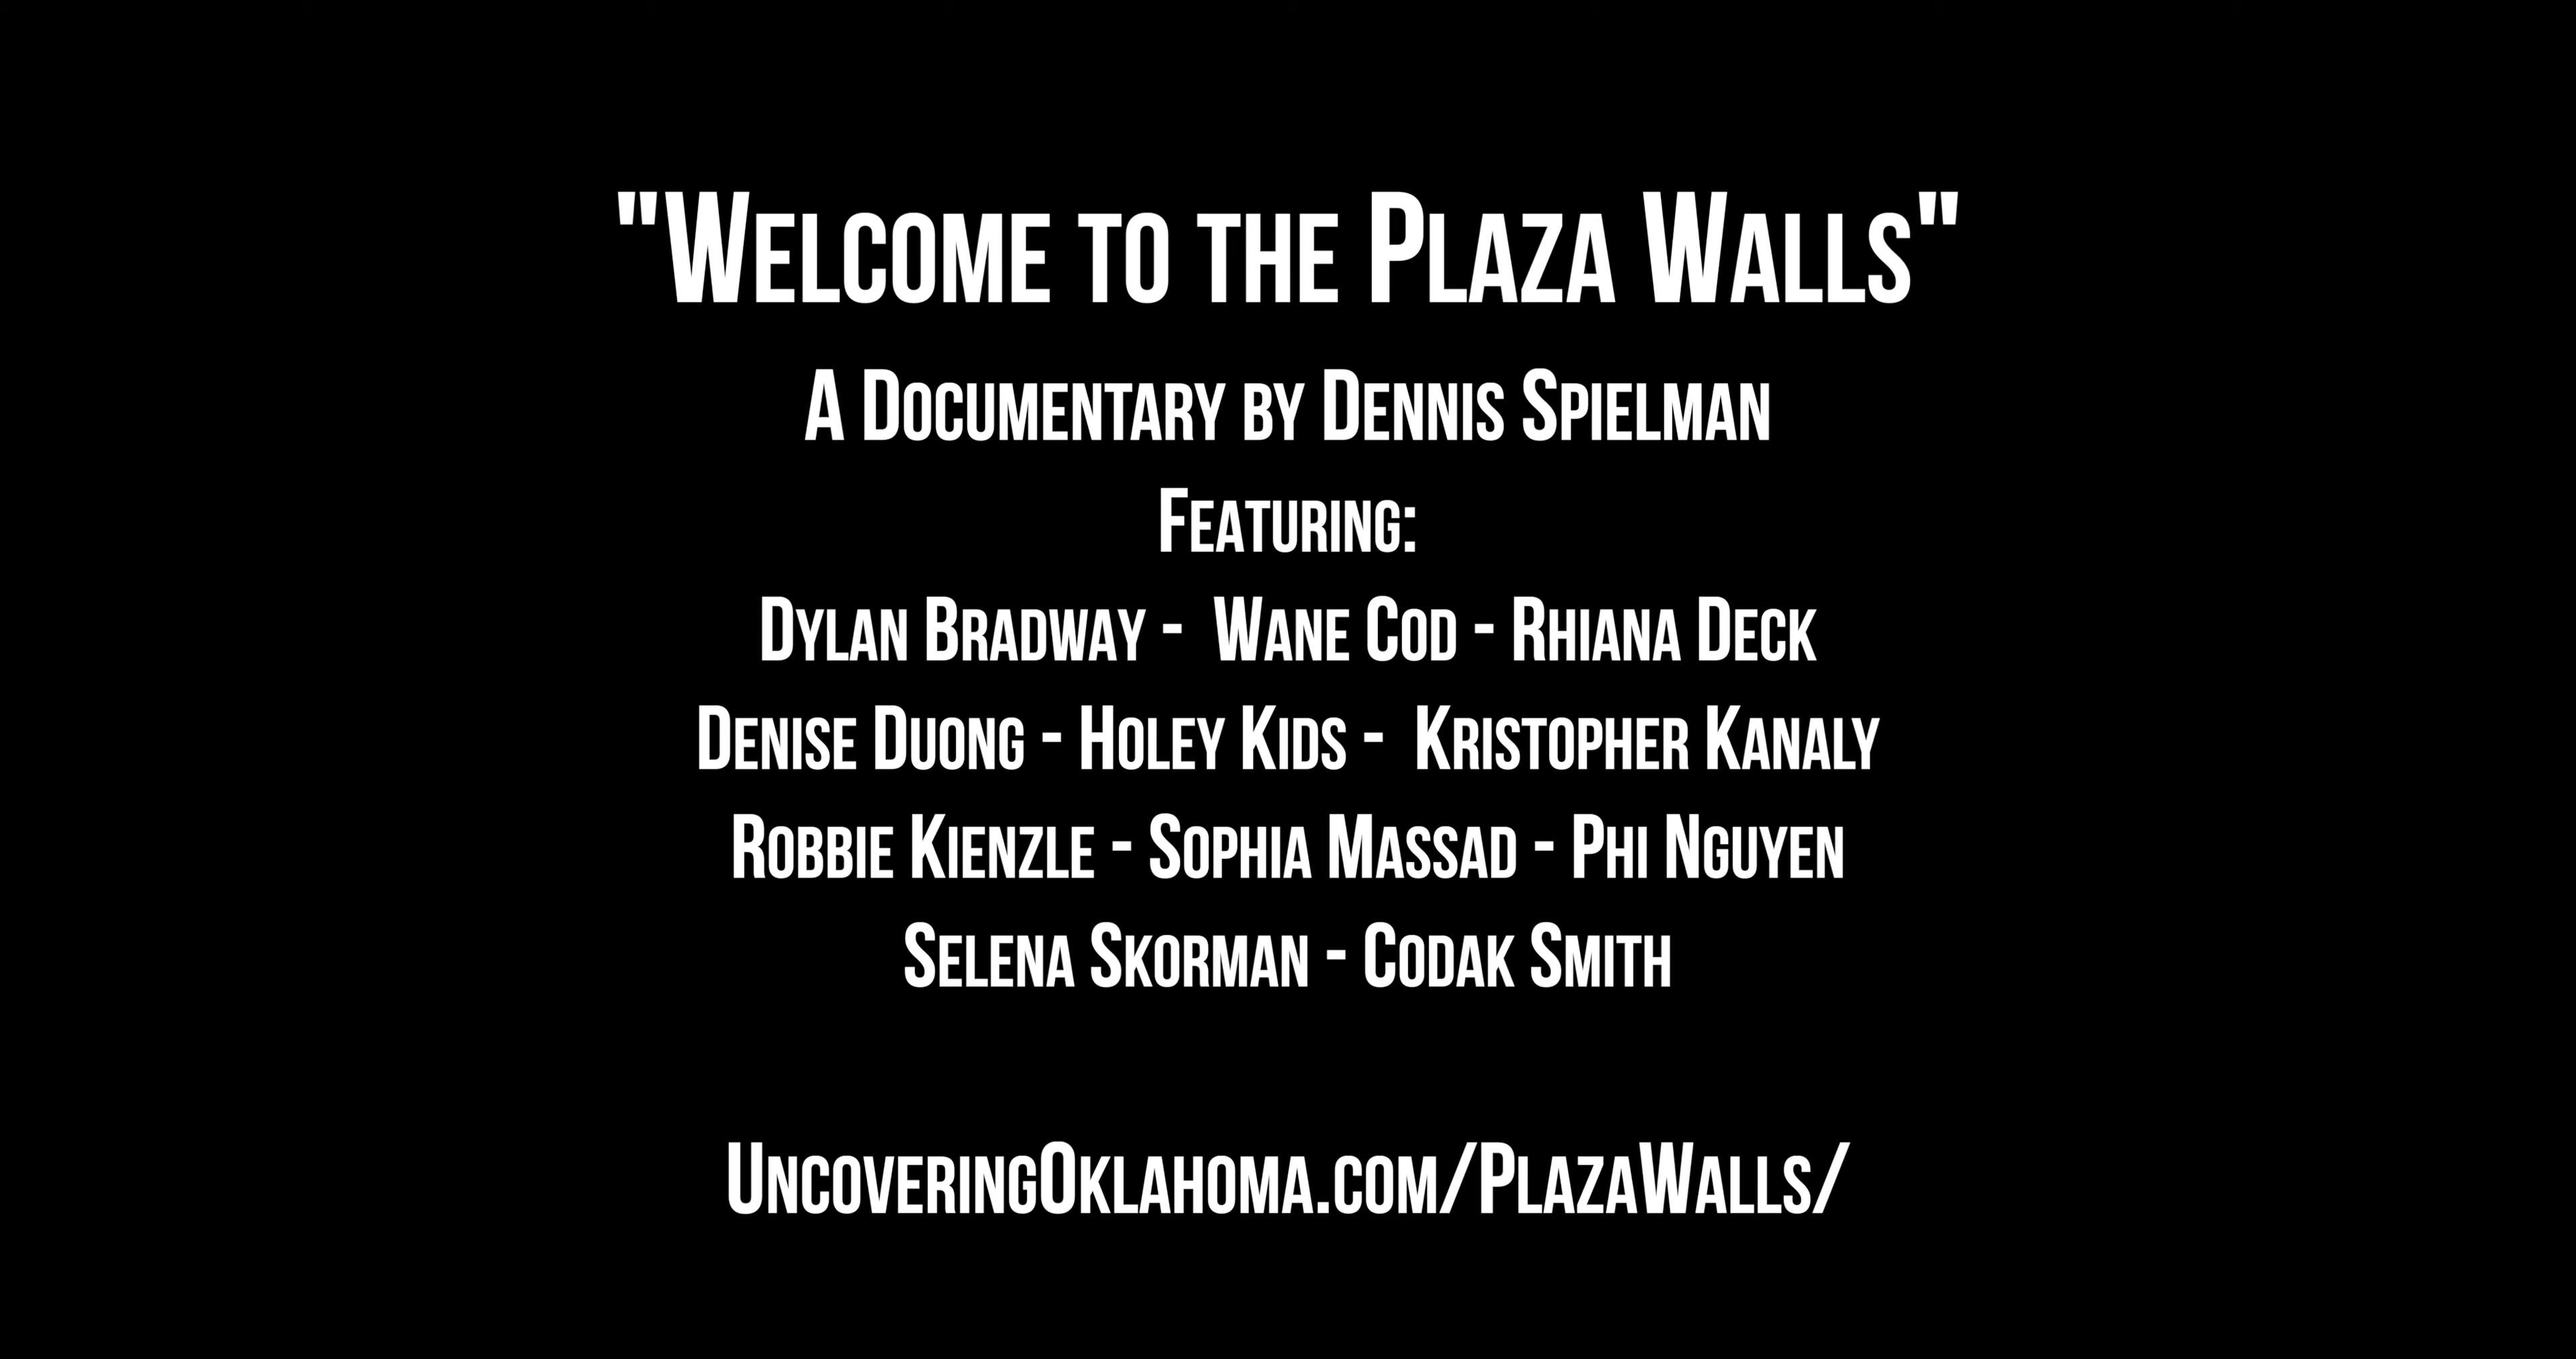 "Welcome to the Plaza Walls"
A Documentary by Dennis Spielman
Featuring:
Dylan Bradway -  Wane Cod - Rhiana Deck
Denise Duong - Holey Kids -  Kristopher Kanaly
Robbie Kienzle - Sophia Massad - Phi Nguyen
Selena Skorman - Codak Smith
UncoveringOklahoma.com/PlazaWalls/